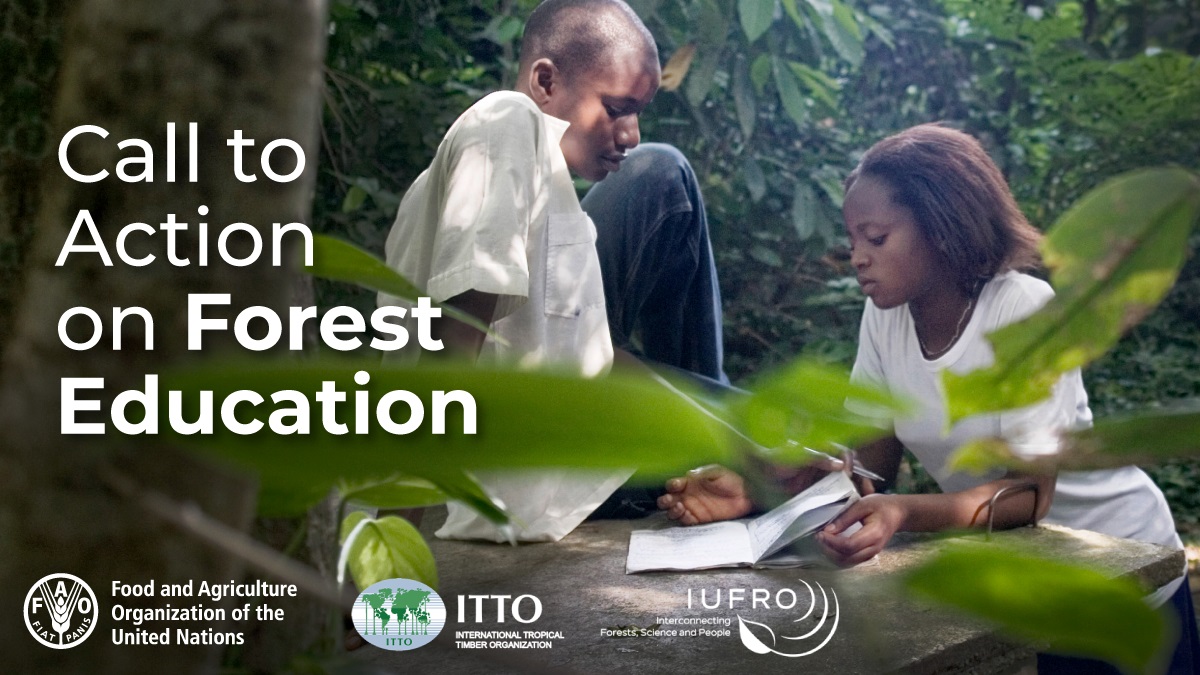 Call to
Action
on Forest
Education
FAO
FIAT PANIS
Food and Agriculture
Organization of the
United Nations
ITTO
ITTO
INTERNATIONAL TROPICAL
TIMBER ORGANIZATION
IUFRO
Interconnecting
Forests, Science and People